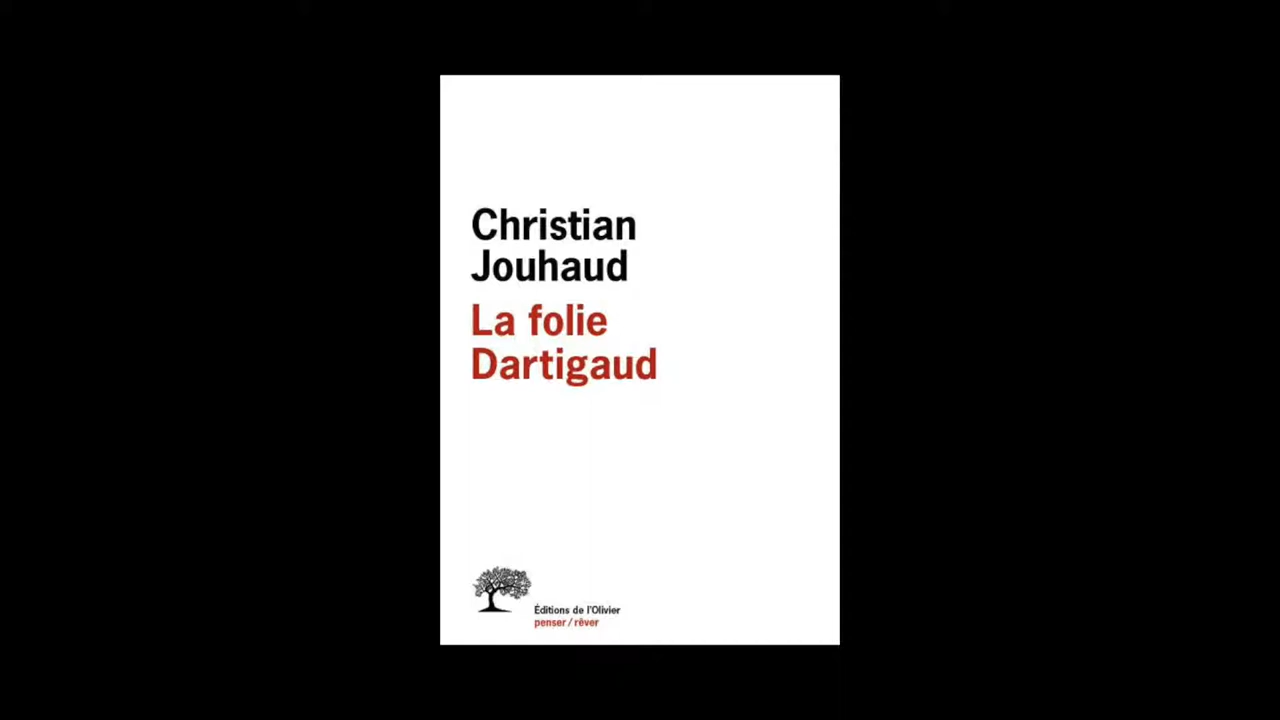 Christian
Jouhaud
La folie
Dartigaud
Éditions de l'Olivier
penser / rêver